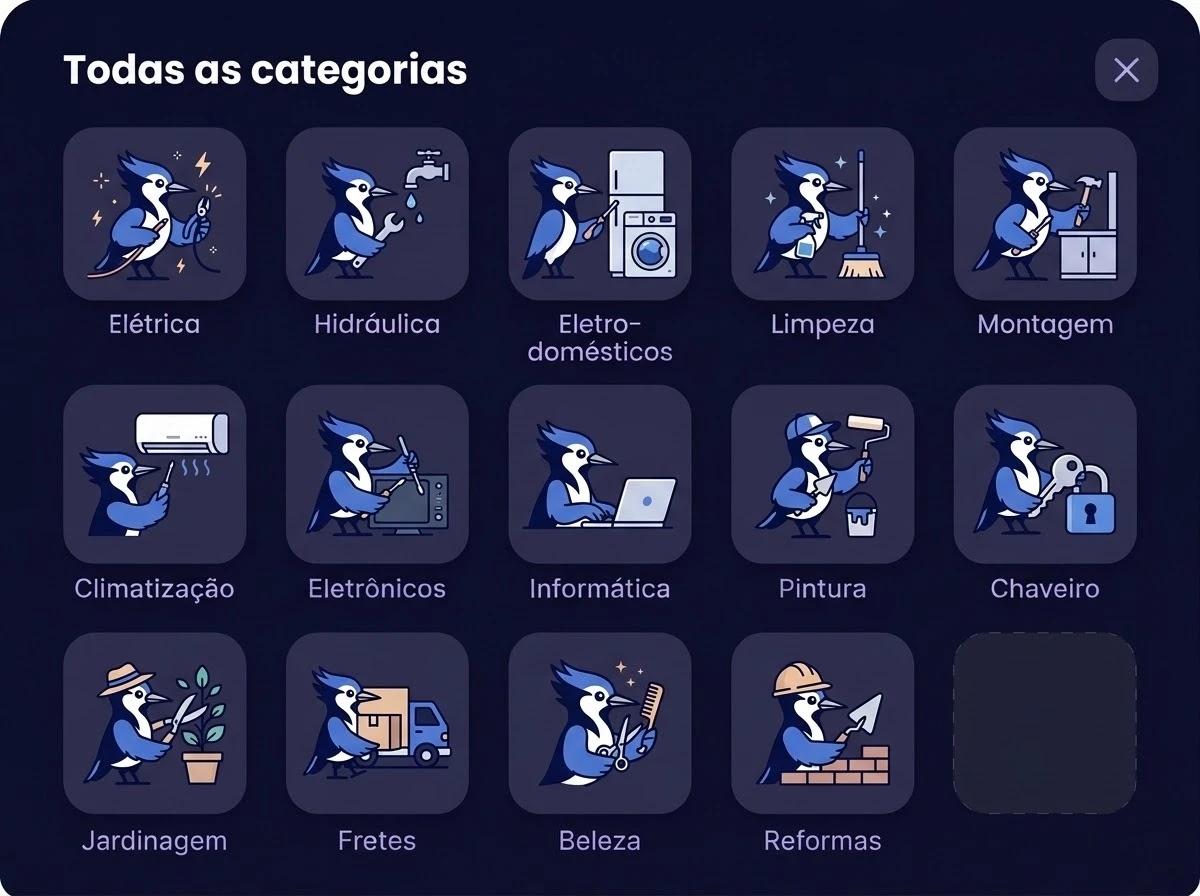 Todas as categorias
Elétrica
Hidráulica
Eletro-
domésticos
Limpeza
Montagem
Climatização
Eletrônicos
Informática
Pintura
Chaveiro
Jardinagem
Fretes
Beleza
Reformas